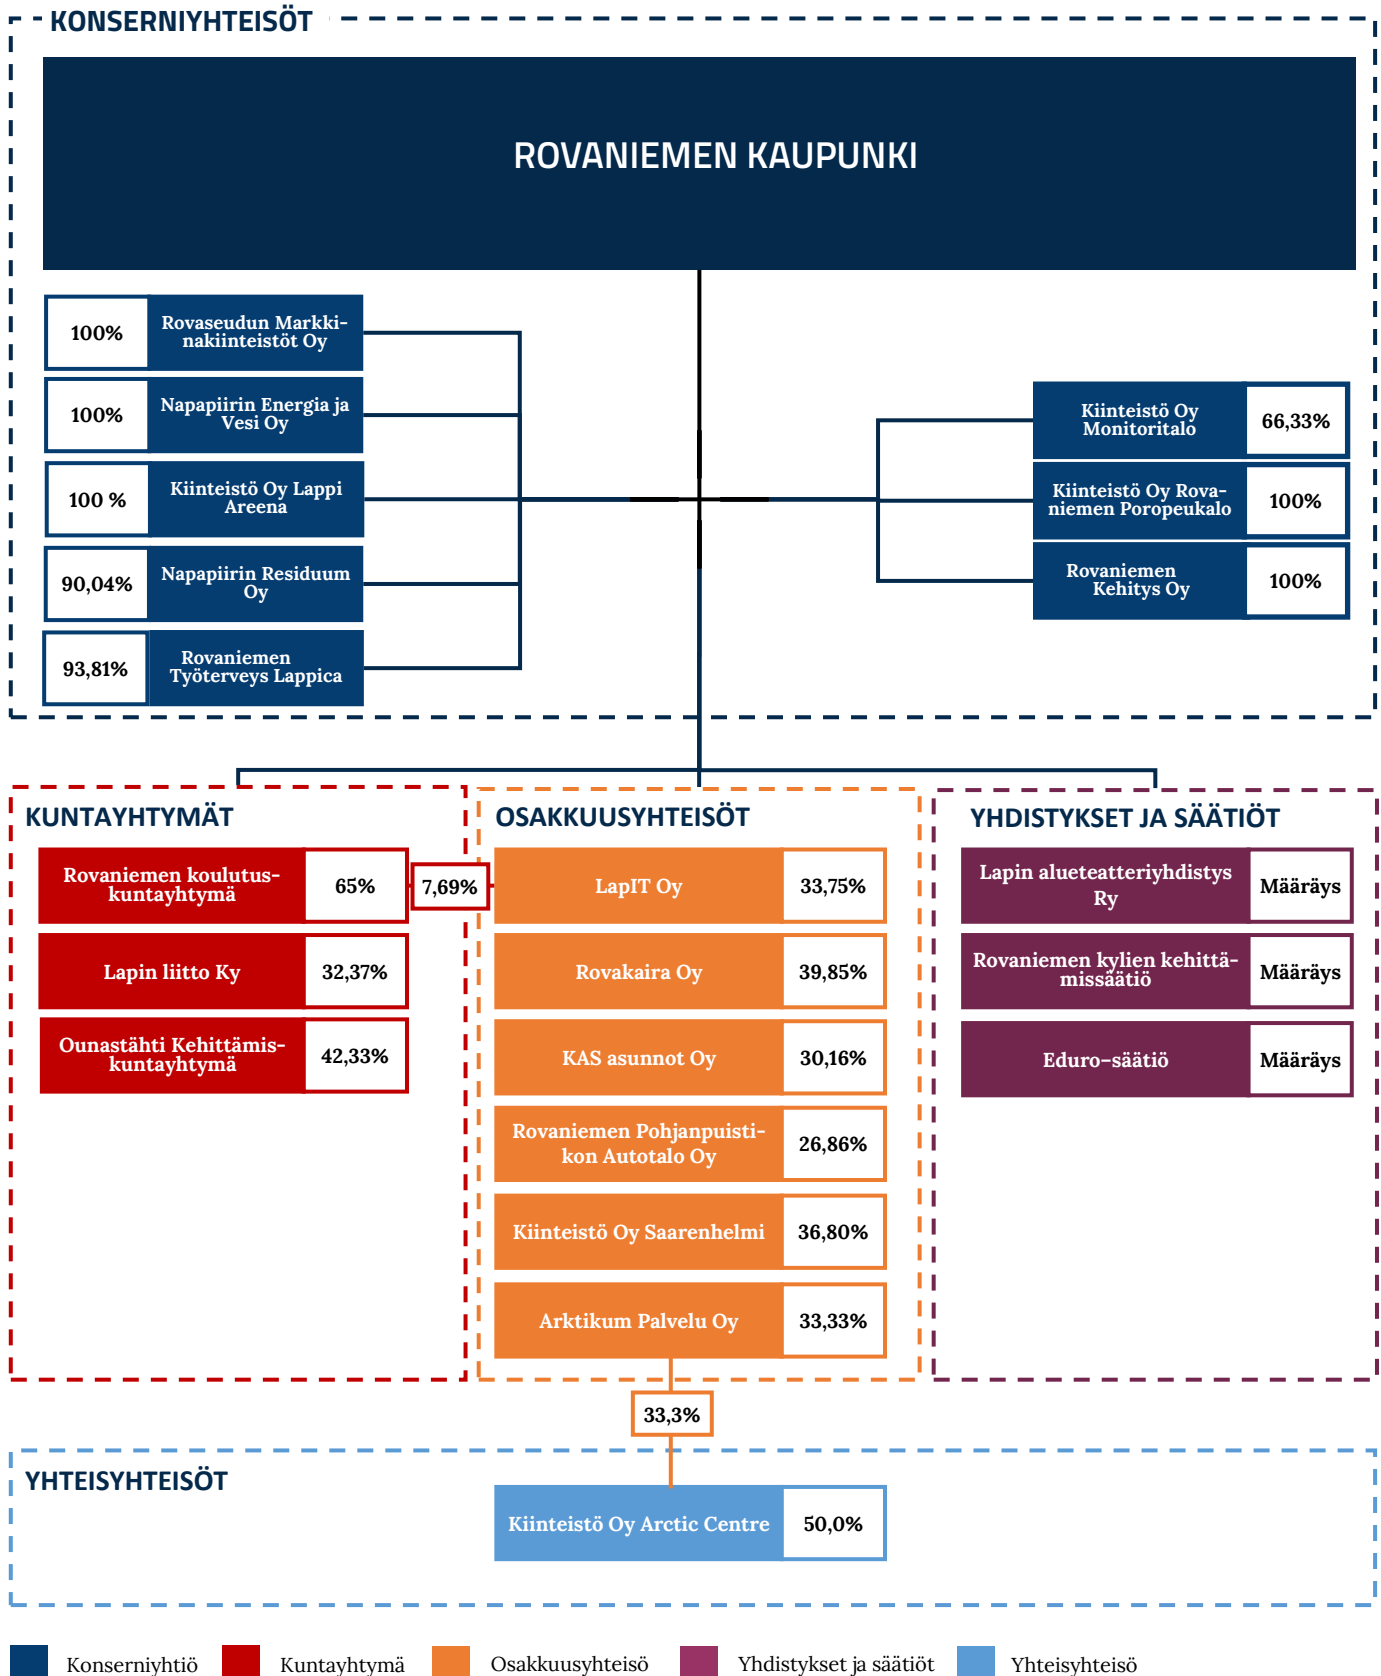 KONSERNIYHTEISÖT
ROVANIEMEN KAUPUNKI
100%
Rovaseudun Markki-
nakiinteistöt Oy
100%
Napapiirin Energia ja
Vesi Oy
100 %
Kiinteistö Oy Lappi
Areena
90,04%
Napapiirin Residuum
Oy
93,81%
Rovaniemen
Työterveys Lappica
Kiinteistö Oy
Monitoritalo
66,33%
Kiinteistö Oy Rova-
niemen Poropeukalo
100%
Rovaniemen
Kehitys Oy
100%
KUNTAYHTYMÄT
Rovaniemen koulutus-
kuntayhtymä
65%
7,69%
Lapin liitto Ky
32,37%
Ounastähti Kehittämis-
kuntayhtymä
42,33%
OSAKKUUSYHTEISÖT
LapIT Oy
33,75%
Rovakaira Oy
39,85%
KAS asunnot Oy
30,16%
Rovaniemen Pohjanpuisti-
kon Autotalo Oy
26,86%
Kiinteistö Oy Saarenhelmi
36,80%
Arktikum Palvelu Oy
33,33%
33,3%
YHDISTYKSET JA SÄÄTIÖT
Lapin alueteatteriyhdistys
Ry
Määräys
Rovaniemen kylien kehittä-
missäätiö
Määräys
Eduro–säätiö
Määräys
YHTEISYHTEISÖT
Kiinteistö Oy Arctic Centre
50,0%
Konserniyhtiö
Kuntayhtymä
Osakkuusyhteisö
Yhdistykset ja säätiöt
Yhteisyhteisö